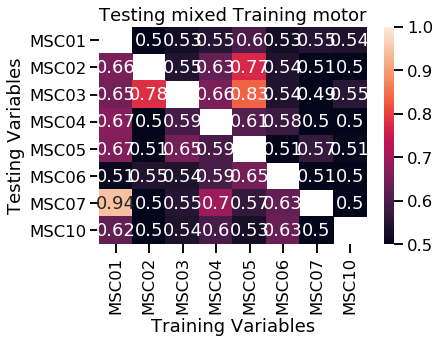 Testing mixed Training motor
MSC01 0.5 0.53 0.55 0.60 0.53 0.55 0.54
MSC02 0.66 0.55 0.63 0.77 0.54 0.51 0.5
MSC03 0.65 0.78 0.66 0.83 0.54 0.49 0.55
MSC04 0.67 0.5 0.59 0.61 0.58 0.5 0.5
MSC05 0.67 0.51 0.65 0.59 0.51 0.57 0.51
MSC06 0.51 0.55 0.54 0.59 0.65 0.51 0.5
MSC07 0.94 0.5 0.55 0.7 0.57 0.63 0.5
MSC10 0.62 0.5 0.54 0.6 0.53 0.63 0.5
MSC01 MSC02 MSC03 MSC04 MSC05 MSC06 MSC07 MSC10
Training Variables
Testing Variables
1.0
0.9
0.8
0.7
0.6
0.5